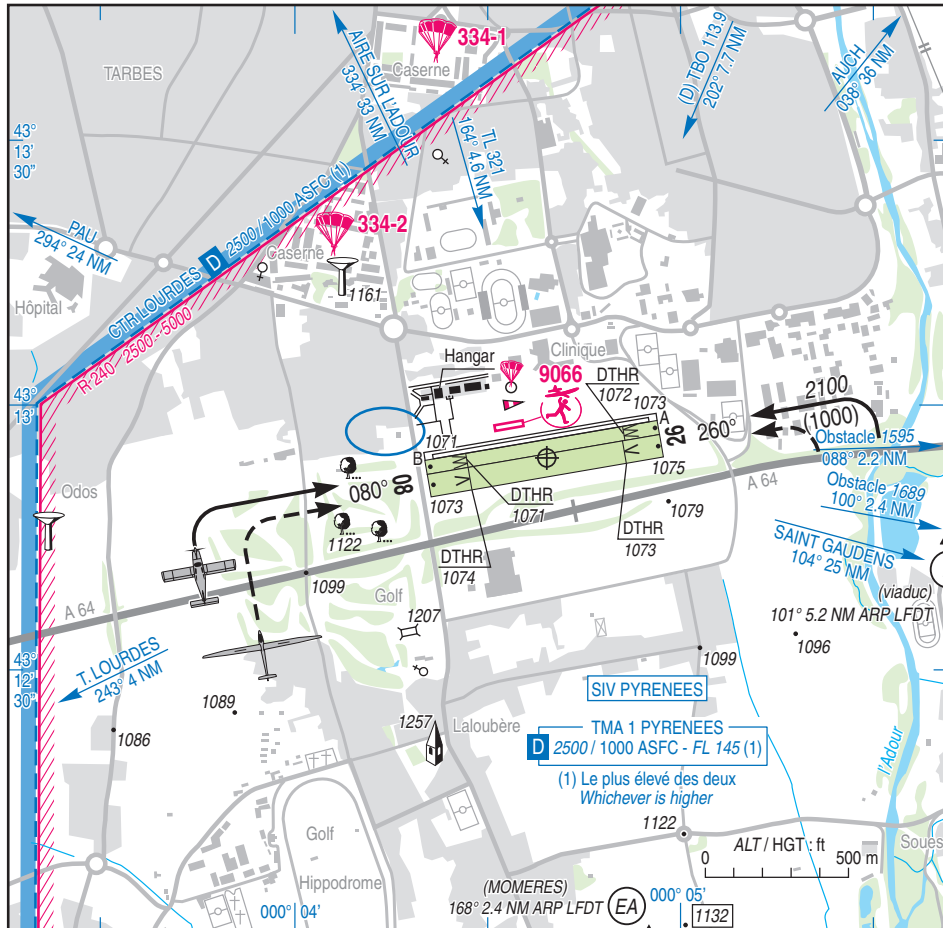 334-1
Caserne
TARBES
AIRE SUR L'ADOUR
334° 33 NM
(D) TBO 113.9
202° 7.7 NM
AUCH
038° 36 NM
43°
13'
30"
TL 321
164° 4.6 NM
CTR LOURDES D 2500 / 1000 ASFC (1)
R 240 2500 - 5000
PAU
294° 24 NM
334-2
Caserne
1161
Hôpital
Hangar
Clinique
9066
DTHR
1072
1073
A
2100
(1000)
43°
13'
1071
26
260°
Obstacle 1595
088° 2.2 NM
B
08
080°
1075
A 64
Obstacle 1689
100° 2.4 NM
Odos
1073
DTHR
1071
1079
1122
DTHR
1074
DTHR
1073
SAINT GAUDENS
104° 25 NM
1099
Golf
(viaduc)
101° 5.2 NM ARP LFDT
A 64
1207
1096
43°
12'
30"
T. LOURDES
243° 4 NM
1099
SIV PYRENEES
1089
1086
1257
Laloubère
TMA 1 PYRENEES
D 2500 / 1000 ASFC - FL 145 (1)
(1) Le plus élevé des deux
Whichever is higher
l'Adour
1122
Soues
ALT / HGT : ft
0 500 m
Golf
Hippodrome
(MOMERES)
168° 2.4 NM ARP LFDT
EA
000° 04'
000° 05'
1132